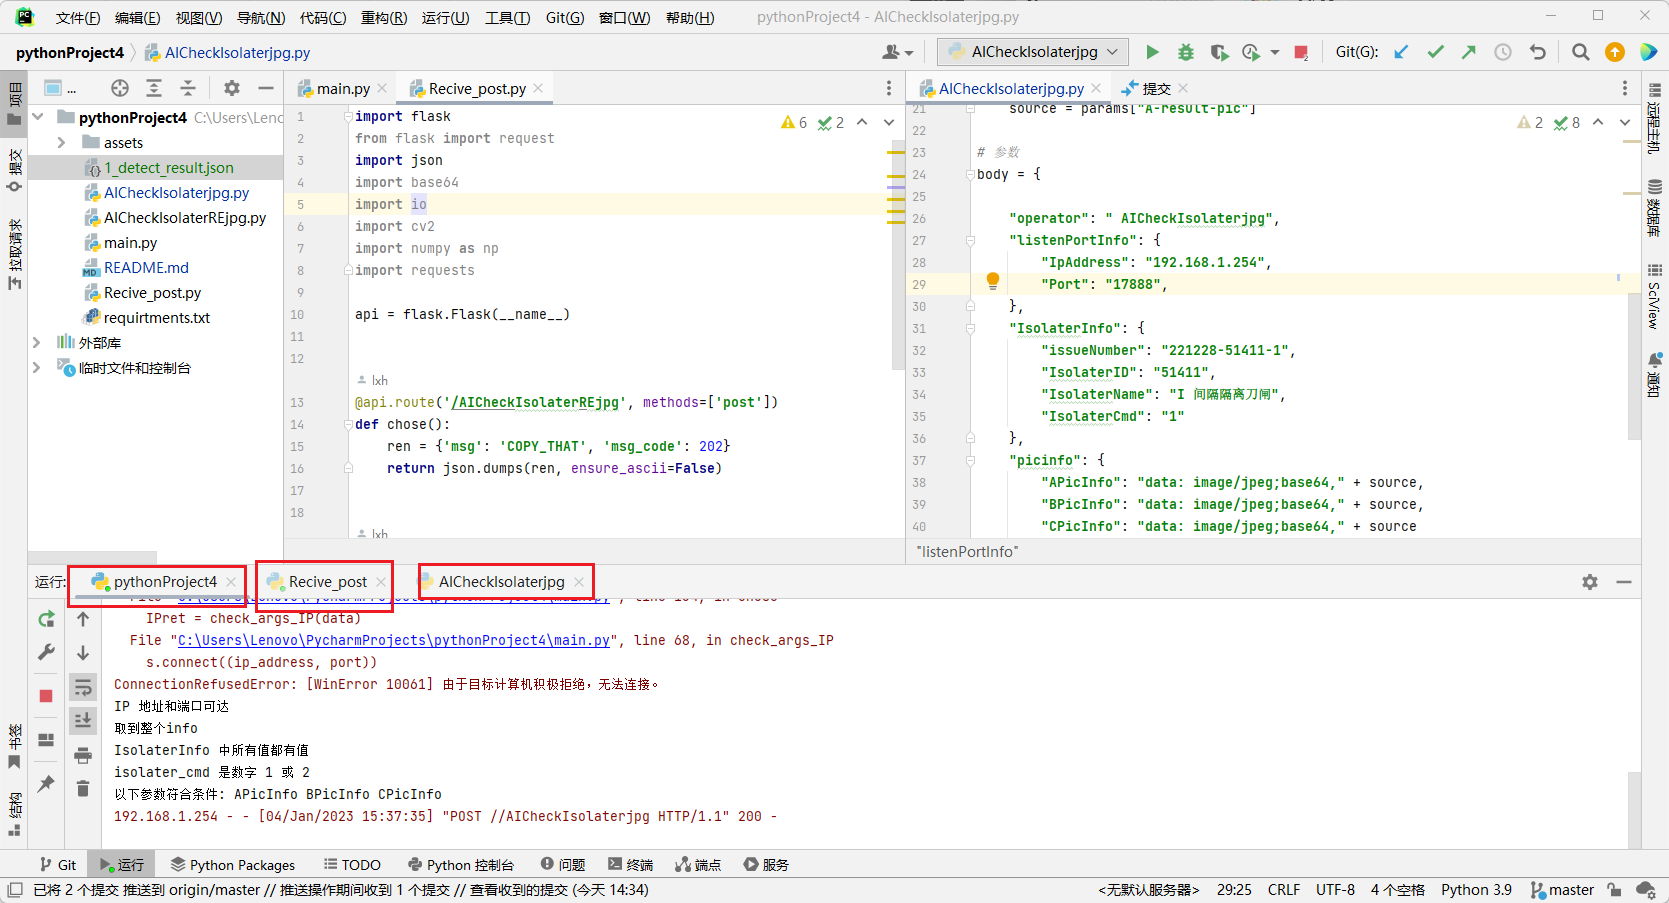 文件(F) 编辑(E) 视图(V) 导航(N) 代码(C) 重构(R) 运行(U) 工具(T) Git(G) 窗口(W) 帮助(H) pythonProject4 - AICheckIsolaterjpg.py
pythonProject4 AICheckIsolaterjpg.py AICheckIsolaterjpg Git(G):
项目
提交
拉取请求
书签
结构
...
pythonProject4 C:\Users\Lenc
assets
1_detect_result.json
AICheckIsolaterjpg.py
AICheckIsolaterREjpg.py
main.py
README.md
Recive_post.py
requirtments.txt
外部库
临时文件和控制台
main.py Recive_post.py
6 2
1 import flask
2 from flask import request
3 import json
4 import base64
5 import io
6 import cv2
7 import numpy as np
8 import requests
9
10 api = flask.Flask(__name__)
11
12
lxh
13 @api.route('/AICheckIsolaterREjpg', methods=['post'])
14 def chose():
15 ren = {'msg': 'COPY_THAT', 'msg_code': 202}
16 return json.dumps(ren, ensure_ascii=False)
17
18
lxh
AICheckIsolaterjpg.py 提交
2 8
21 source = params["A-result-pic"]
22
23 # 参数
24 body = {
25
26 "operator": " AICheckIsolaterjpg",
27 "listenPortInfo": {
28 "IpAddress": "192.168.1.254",
29 "Port": "17888",
30 },
31 "IsolaterInfo": {
32 "issueNumber": "221228-51411-1",
33 "IsolaterID": "51411",
34 "IsolaterName": "I 间隔隔离刀闸",
35 "IsolaterCmd": "1"
36 },
37 "picinfo": {
38 "APicInfo": "data: image/jpeg;base64," + source,
39 "BPicInfo": "data: image/jpeg;base64," + source,
40 "CPicInfo": "data: image/jpeg;base64," + source
"listenPortInfo"
远程主机
数据库
SciView
通知
运行: pythonProject4 Recive_post AICheckIsolaterjpg
IPret = check_args_IP(data)
File "C:\Users\Lenovo\PycharmProjects\pythonProject4\main.py", line 68, in check_args_IP
s.connect((ip_address, port))
ConnectionRefusedError: [WinError 10061] 由于目标计算机积极拒绝，无法连接。
IP 地址和端口可达
取到整个info
IsolaterInfo 中所有值都有值
isolater_cmd 是数字 1 或 2
以下参数符合条件: APicInfo BPicInfo CPicInfo
192.168.1.254 - - [04/Jan/2023 15:37:35] "POST //AICheckIsolaterjpg HTTP/1.1" 200 -
Git 运行 Python Packages TODO Python 控制台 问题 终端 端点 服务
已将 2 个提交 推送到 origin/master // 推送操作期间收到 1 个提交 // 查看收到的提交 (今天 14:34) <无默认服务器> 29:25 CRLF UTF-8 4 个空格 Python 3.9 master